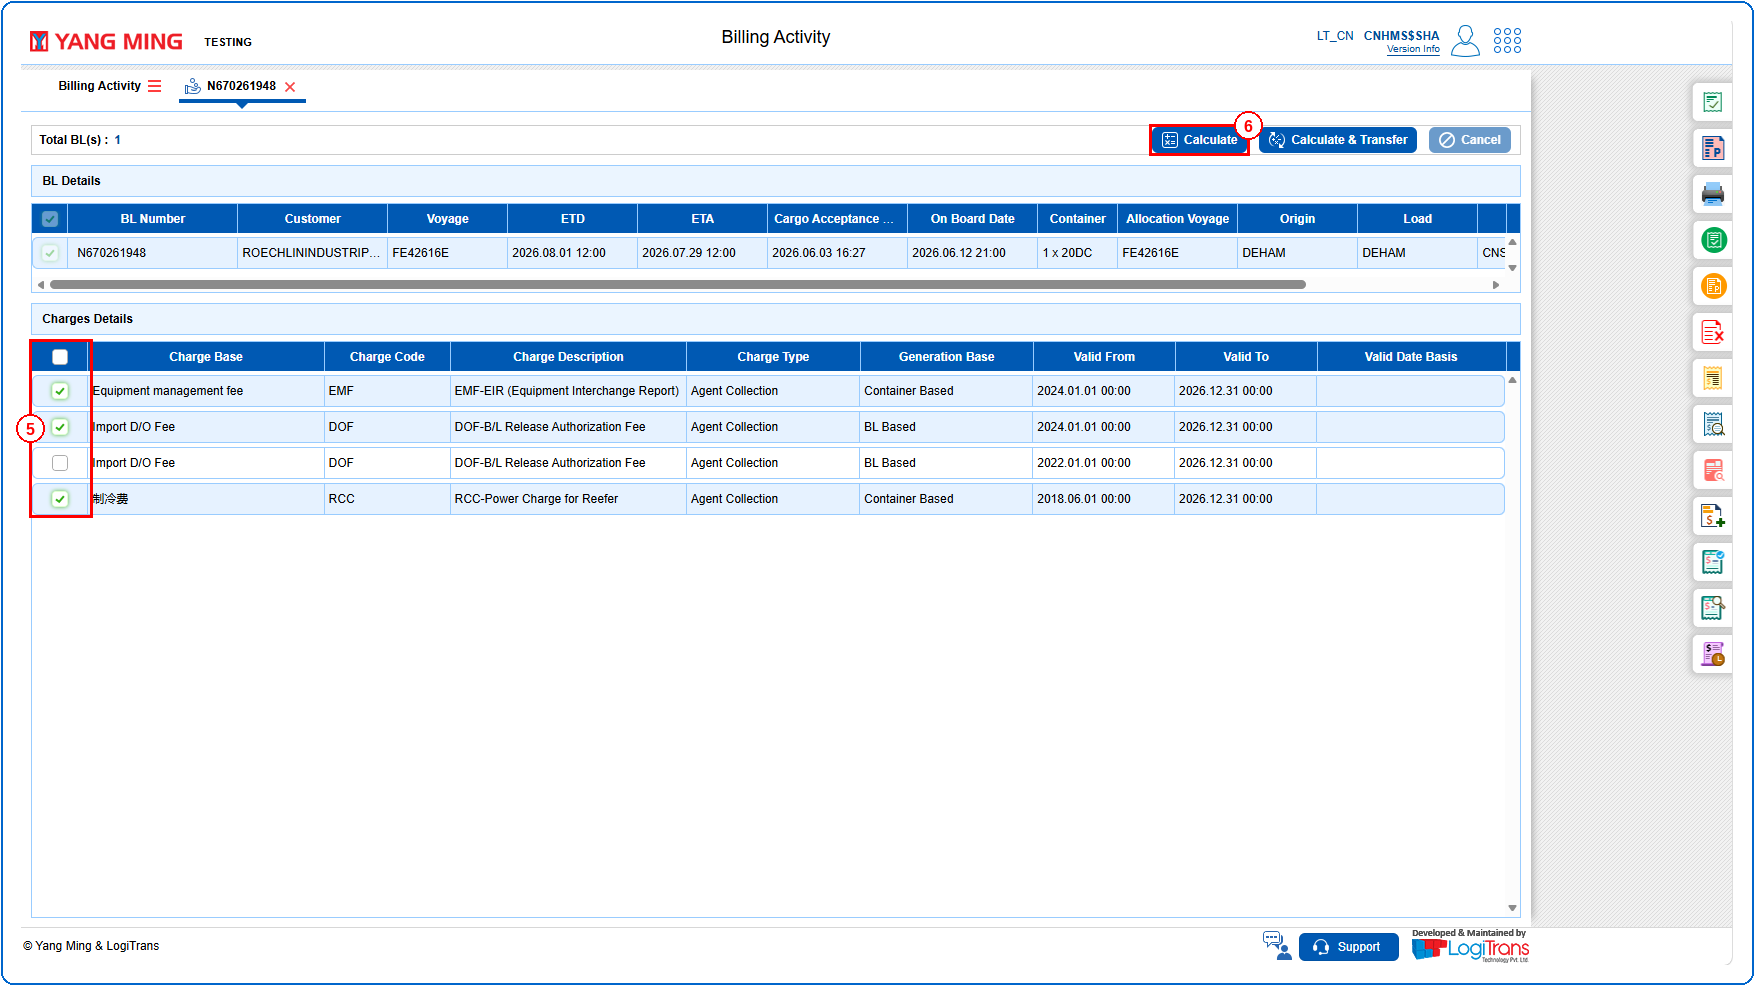 YANG MING TESTING Billing Activity LT_CN CNHMS$SHA
Version Info
Billing Activity N670261948
6
Total BL(s) : 1 Calculate Calculate & Transfer Cancel
BL Details
BL Number Customer Voyage ETD ETA Cargo Acceptance ... On Board Date Container Allocation Voyage Origin Load
N670261948 ROECHLININDUSTRIP... FE42616E 2026.08.01 12:00 2026.07.29 12:00 2026.06.03 16:27 2026.06.12 21:00 1 x 20DC FE42616E DEHAM DEHAM CNS
Charges Details
Charge Base Charge Code Charge Description Charge Type Generation Base Valid From Valid To Valid Date Basis
Equipment management fee EMF EMF-EIR (Equipment Interchange Report) Agent Collection Container Based 2024.01.01 00:00 2026.12.31 00:00
5
Import D/O Fee DOF DOF-B/L Release Authorization Fee Agent Collection BL Based 2024.01.01 00:00 2026.12.31 00:00
Import D/O Fee DOF DOF-B/L Release Authorization Fee Agent Collection BL Based 2022.01.01 00:00 2026.12.31 00:00
制冷费 RCC RCC-Power Charge for Reefer Agent Collection Container Based 2018.06.01 00:00 2026.12.31 00:00
© Yang Ming & LogiTrans Support
Developed & Maintained by
LogiTrans
Technology Pvt. Ltd.